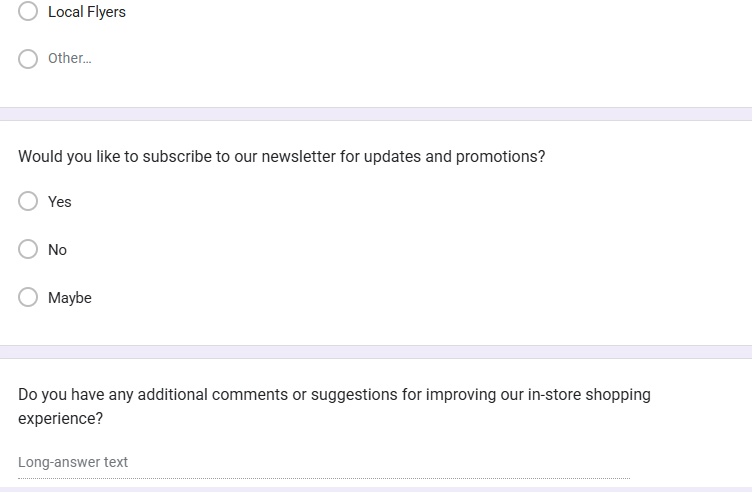 Local Flyers
Other...
Would you like to subscribe to our newsletter for updates and promotions?
Yes
No
Maybe
Do you have any additional comments or suggestions for improving our in-store shopping
experience?
Long-answer text